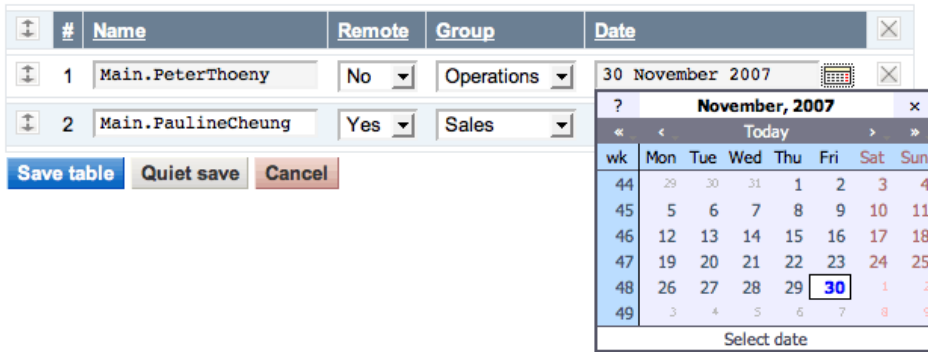 # Name Remote Group Date
1 Main.PeterThoeny No Operations 30 November 2007
2 Main.PaulineCheung Yes Sales
Save table Quiet save Cancel
? November, 2007 ×
« ‹ Today › »
wk Mon Tue Wed Thu Fri Sat Sun
44 29 30 31 1 2 3 4
45 5 6 7 8 9 10 11
46 12 13 14 15 16 17 18
47 19 20 21 22 23 24 25
48 26 27 28 29 30 1 2
49 3 4 5 6 7 8 9
Select date